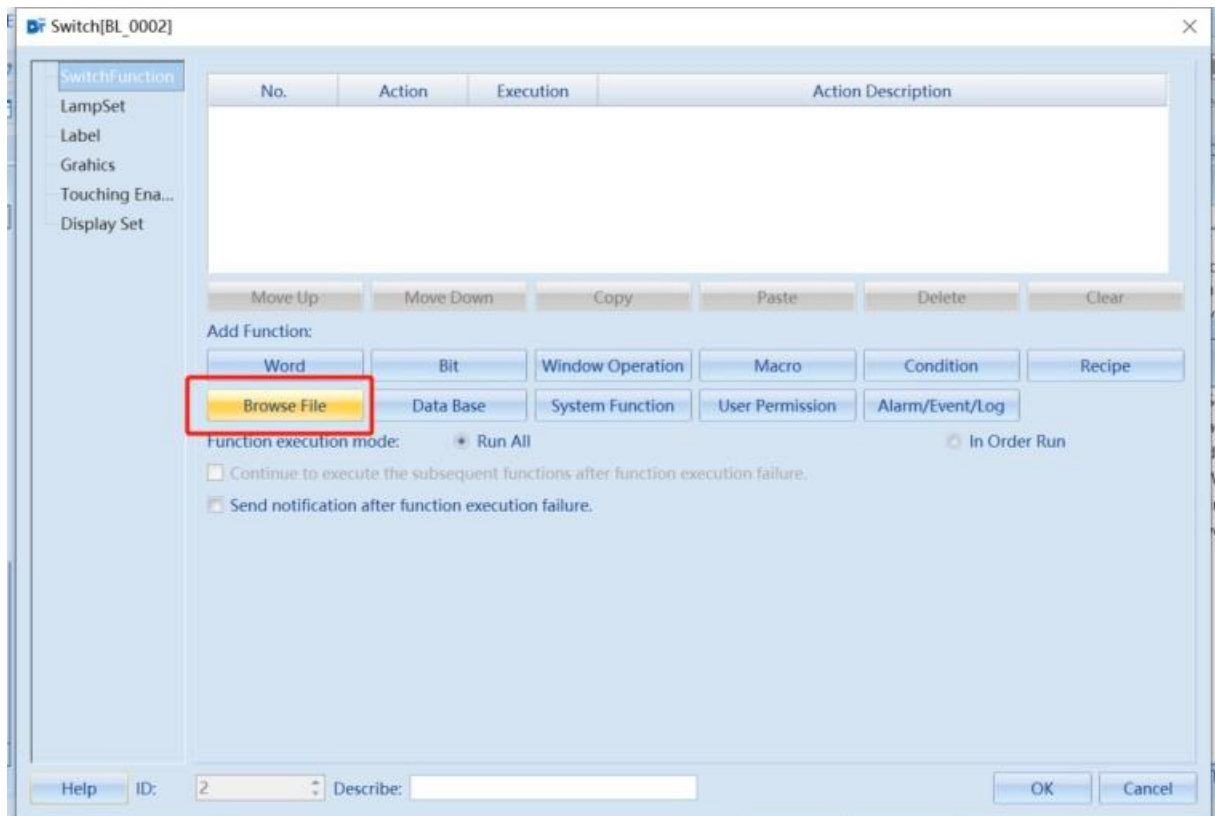 Switch[BL_0002]
SwitchFunction
LampSet
Label
Grahics
Touching Ena...
Display Set
No. Action Execution Action Description
Move Up Move Down Copy Paste Delete Clear
Add Function:
Word Bit Window Operation Macro Condition Recipe
Browse File Data Base System Function User Permission Alarm/Event/Log
Function execution mode: Run All In Order Run
Continue to execute the subsequent functions after function execution failure.
Send notification after function execution failure.
Help ID: 2 Describe: OK Cancel